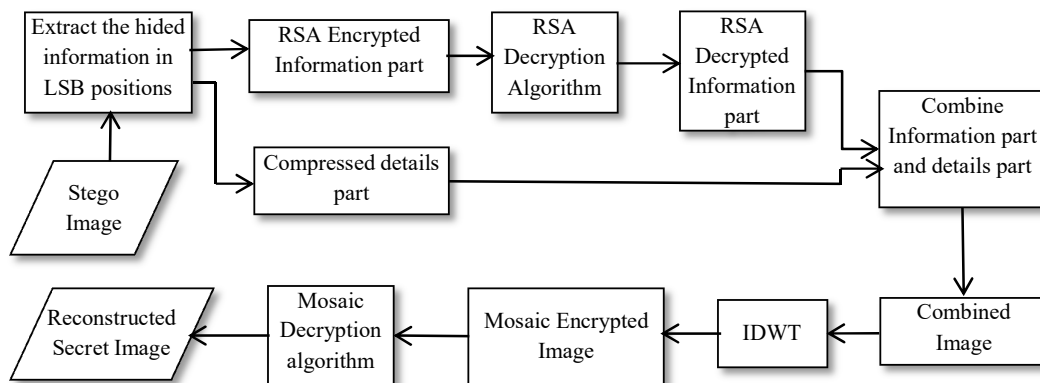 Extract the hided
information in
LSB positions
RSA Encrypted
Information part
RSA
Decryption
Algorithm
RSA
Decrypted
Information
part
Combine
Information part
and details part
Compressed details
part
Stego
Image
Reconstructed
Secret Image
Mosaic
Decryption
algorithm
Mosaic Encrypted
Image
IDWT
Combined
Image